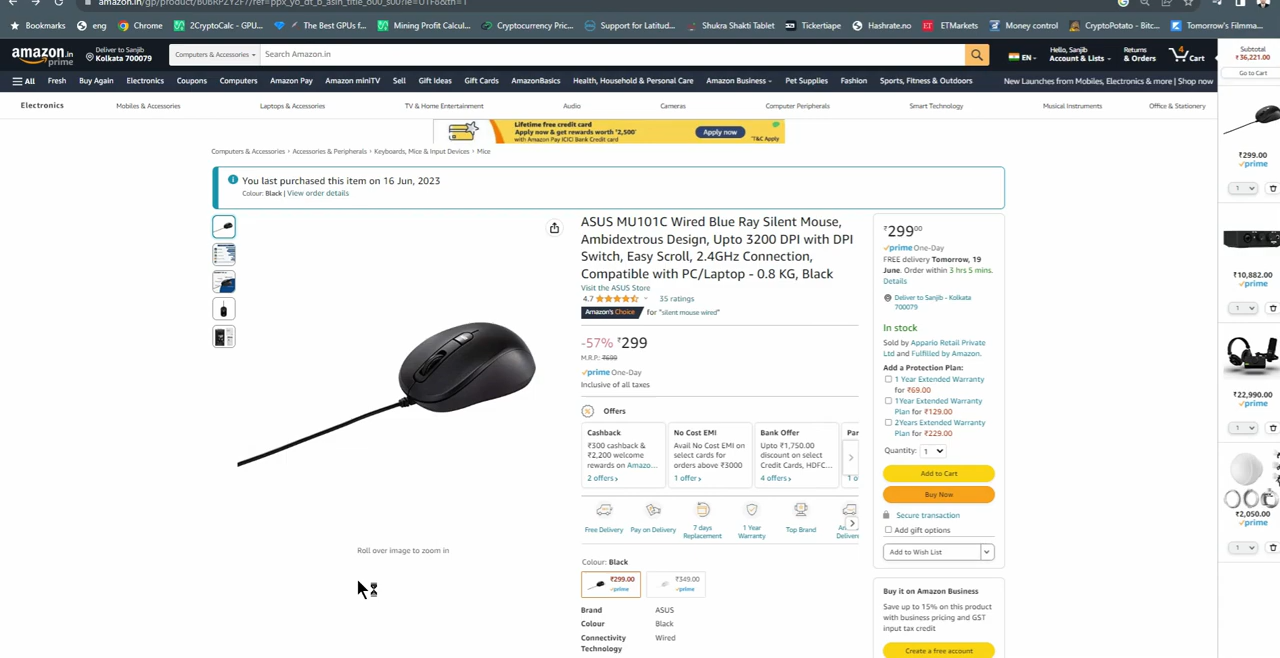 amazon.in/gp/product/B0BRPZYZF7/ref=ppx_yo_dt_b_asin_title_o00_s00?ie=UTF8&th=1
eng
Chrome
2CryptoCalc - GPU...
The Best GPUs f...
Mining Profit Calcul...
Cryptocurrency Pric...
Support for Latitud...
Shukra Shakti Tablet
Tickertape
Hashrate.no
ETMarkets
Money control
CryptoPotato - Bitc...
Tomorrow's Filmma...
amazon.in
prime
Deliver to Sanjib
Kolkata 700079
Computers & Accessories
Search Amazon.in
EN
Hello, Sanjib
Account & Lists
Returns
& Orders
4
Cart
Subtotal
₹36,221.00
Go to Cart
All
Fresh
Buy Again
Electronics
Coupons
Computers
Amazon Pay
Amazon miniTV
Sell
Gift Ideas
Gift Cards
AmazonBasics
Health, Household & Personal Care
Amazon Business
Pet Supplies
Fashion
Sports, Fitness & Outdoors
New Launches from Mobiles, Electronics & more | Shop now
Electronics
Mobiles & Accessories
Laptops & Accessories
TV & Home Entertainment
Audio
Cameras
Computer Peripherals
Smart Technology
Musical Instruments
Office & Stationery
Lifetime free credit card
Apply now & get rewards worth ₹2,500*
with Amazon Pay ICICI Bank Credit Card
Apply now
*T&C Apply
Computers & Accessories › Accessories & Peripherals › Keyboards, Mice & Input Devices › Mice
You last purchased this item on 16 Jun, 2023
Colour: Black | View order details
ASUS MU101C Wired Blue Ray Silent Mouse,
Ambidextrous Design, Upto 3200 DPI with DPI
Switch, Easy Scroll, 2.4GHz Connection,
Compatible with PC/Laptop - 0.8 KG, Black
Visit the ASUS Store
4.7
35 ratings
Amazon's Choice for "silent mouse wired"
-57% ₹299
M.R.P.: ₹699
prime One-Day
Inclusive of all taxes
Offers
Cashback
₹300 cashback &
₹2,200 welcome
rewards on Amazo...
2 offers
No Cost EMI
Avail No Cost EMI on
select cards for
orders above ₹3000
1 offer
Bank Offer
Upto ₹1,750.00
discount on select
Credit Cards, HDFC...
4 offers
Par
1 o
Free Delivery
Pay on Delivery
7 days
Replacement
1 Year
Warranty
Top Brand
Deliver
Roll over image to zoom in
Colour: Black
₹299.00
prime
₹349.00
prime
Brand ASUS
Colour Black
Connectivity Wired
Technology
₹299.00
prime One-Day
FREE delivery Tomorrow, 19
June. Order within 3 hrs 5 mins.
Details
Deliver to Sanjib - Kolkata
700079
In stock
Sold by Appario Retail Private
Ltd and Fulfilled by Amazon.
Add a Protection Plan:
1 Year Extended Warranty
for ₹69.00
1Year Extended Warranty
Plan for ₹129.00
2Years Extended Warranty
Plan for ₹229.00
Quantity: 1
Add to Cart
Buy Now
Secure transaction
Add gift options
Add to Wish List
Buy it on Amazon Business
Save up to 15% on this product
with business pricing and GST
input tax credit
Create a free account
₹299.00
prime
1
₹10,882.00
prime
1
₹22,990.00
prime
1
₹2,050.00
prime
1